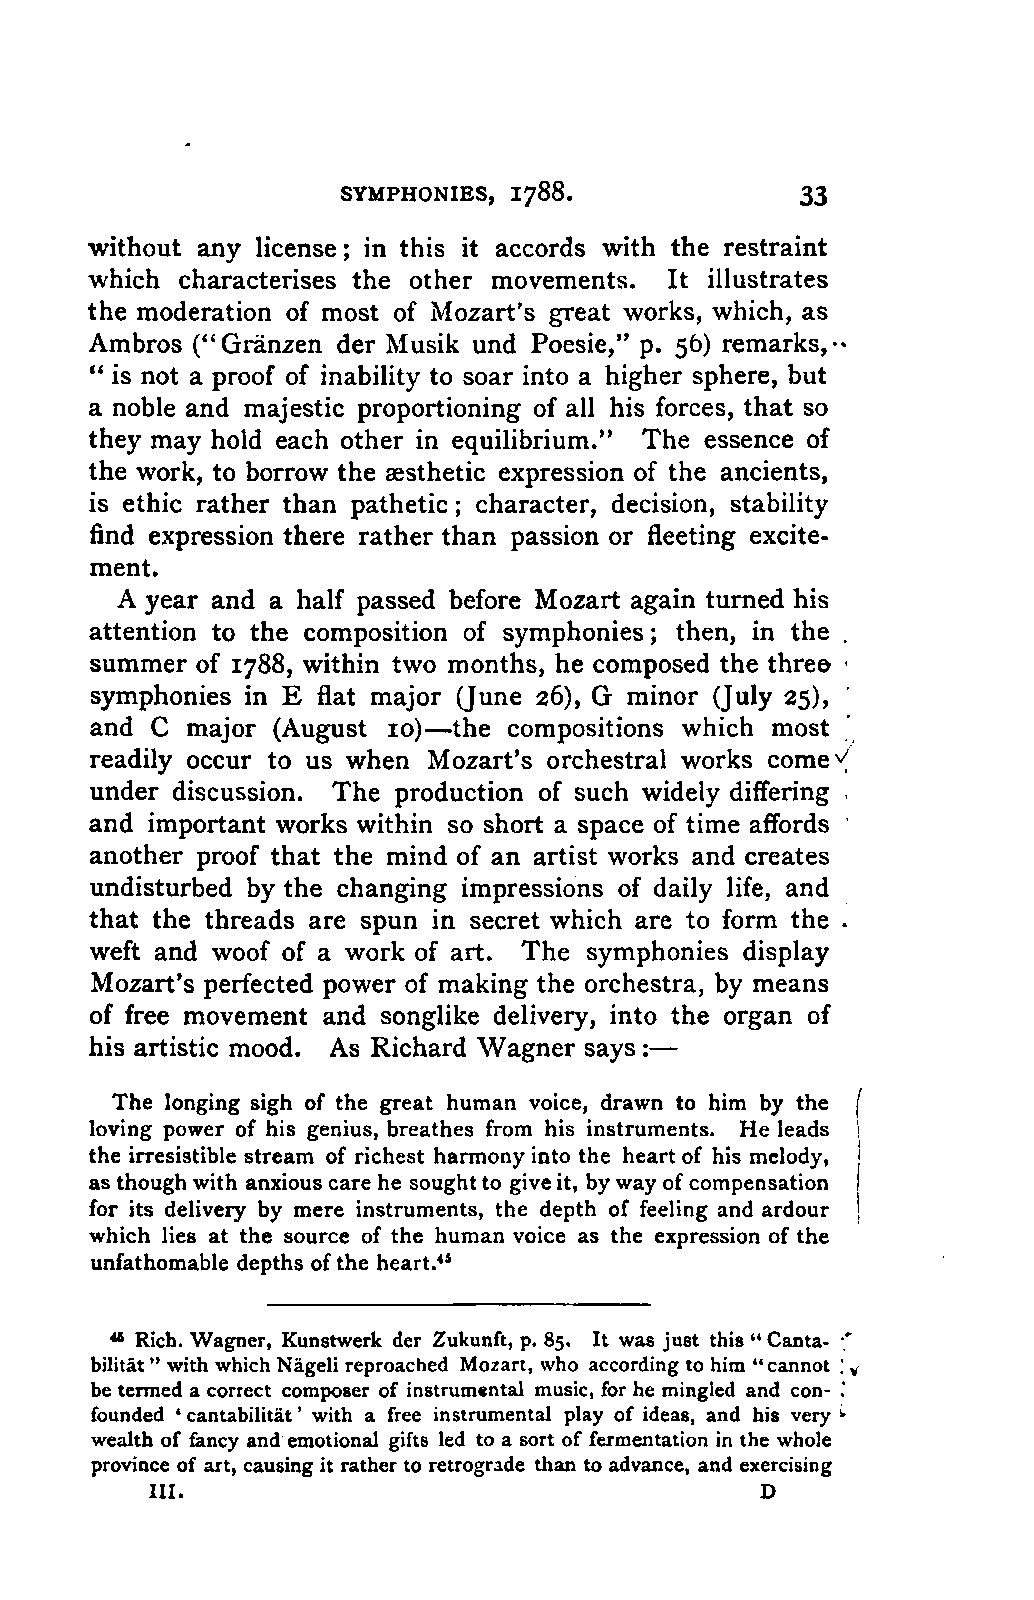 SYMPHONIES, 1788. 33
without any license; in this it accords with the restraint
which characterises the other movements. It illustrates
the moderation of most of Mozart's great works, which, as
Ambros ("Gränzen der Musik und Poesie," p. 56) remarks,
" is not a proof of inability to soar into a higher sphere, but
a noble and majestic proportioning of all his forces, that so
they may hold each other in equilibrium." The essence of
the work, to borrow the æsthetic expression of the ancients,
is ethic rather than pathetic; character, decision, stability
find expression there rather than passion or fleeting excite-
ment.
A year and a half passed before Mozart again turned his
attention to the composition of symphonies; then, in the
summer of 1788, within two months, he composed the three
symphonies in E flat major (June 26), G minor (July 25),
and C major (August 10)—the compositions which most
readily occur to us when Mozart's orchestral works come
under discussion. The production of such widely differing
and important works within so short a space of time affords
another proof that the mind of an artist works and creates
undisturbed by the changing impressions of daily life, and
that the threads are spun in secret which are to form the
weft and woof of a work of art. The symphonies display
Mozart's perfected power of making the orchestra, by means
of free movement and songlike delivery, into the organ of
his artistic mood. As Richard Wagner says:—
The longing sigh of the great human voice, drawn to him by the
loving power of his genius, breathes from his instruments. He leads
the irresistible stream of richest harmony into the heart of his melody,
as though with anxious care he sought to give it, by way of compensation
for its delivery by mere instruments, the depth of feeling and ardour
which lies at the source of the human voice as the expression of the
unfathomable depths of the heart.45
45 Rich. Wagner, Kunstwerk der Zukunft, p. 85. It was just this "Canta-
bilität" with which Nägeli reproached Mozart, who according to him "cannot
be termed a correct composer of instrumental music, for he mingled and con-
founded 'cantabilität' with a free instrumental play of ideas, and his very
wealth of fancy and emotional gifts led to a sort of fermentation in the whole
province of art, causing it rather to retrograde than to advance, and exercising
III. D